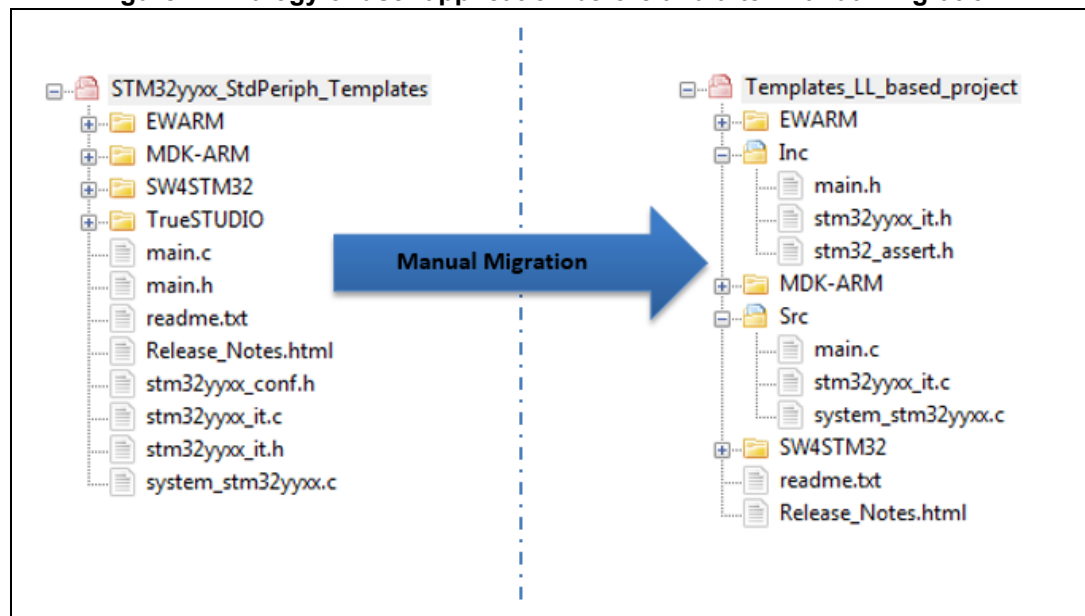 STM32yyxx_StdPeriph_Templates
EWARM
MDK-ARM
SW4STM32
TrueSTUDIO
main.c
main.h
readme.txt
Release_Notes.html
stm32yyxx_conf.h
stm32yyxx_it.c
stm32yyxx_it.h
system_stm32yyxx.c
Manual Migration
Templates_LL_based_project
EWARM
Inc
main.h
stm32yyxx_it.h
stm32_assert.h
MDK-ARM
Src
main.c
stm32yyxx_it.c
system_stm32yyxx.c
SW4STM32
readme.txt
Release_Notes.html